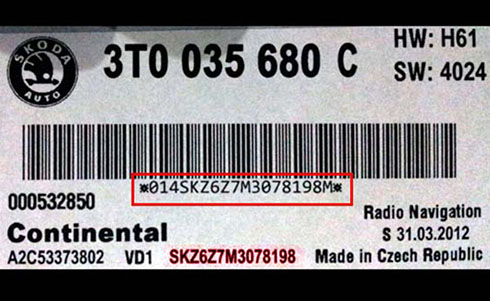 SKODA
AUTO
3T0 035 680 C
HW: H61
SW: 4024
*014SKZ6Z7M3078198M*
000532850
Continental
Radio Navigation
S 31.03.2012
A2C53373802 VD1 SKZ6Z7M3078198 Made in Czech Republic